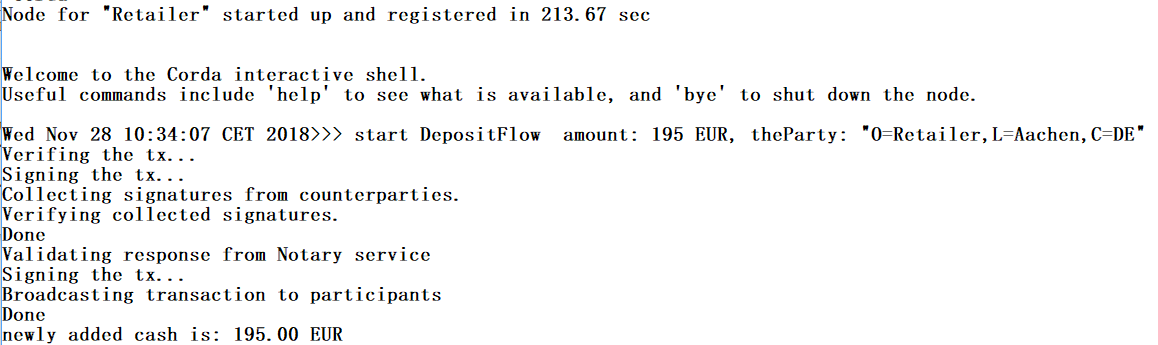 Node for "Retailer" started up and registered in 213.67 sec
Welcome to the Corda interactive shell.
Useful commands include 'help' to see what is available, and 'bye' to shut down the node.
Wed Nov 28 10:34:07 CET 2018>>> start DepositFlow  amount: 195 EUR, theParty: "O=Retailer,L=Aachen,C=DE"
Verifing the tx...
Signing the tx...
Collecting signatures from counterparties.
Verifying collected signatures.
Done
Validating response from Notary service
Signing the tx...
Broadcasting transaction to participants
Done
newly added cash is: 195.00 EUR